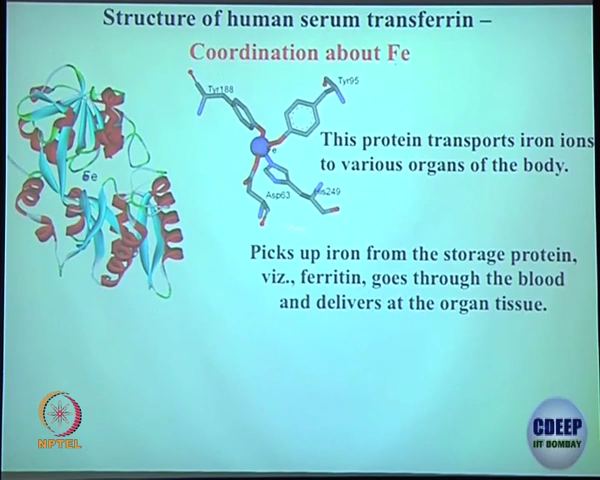 Structure of human serum transferrin –
Coordination about Fe
Tyr188
Tyr95
Fe
This protein transports iron ions
to various organs of the body.
Asp63
His249
Picks up iron from the storage protein,
viz., ferritin, goes through the blood
and delivers at the organ tissue.
NPTEL
CDEEP
IIT BOMBAY